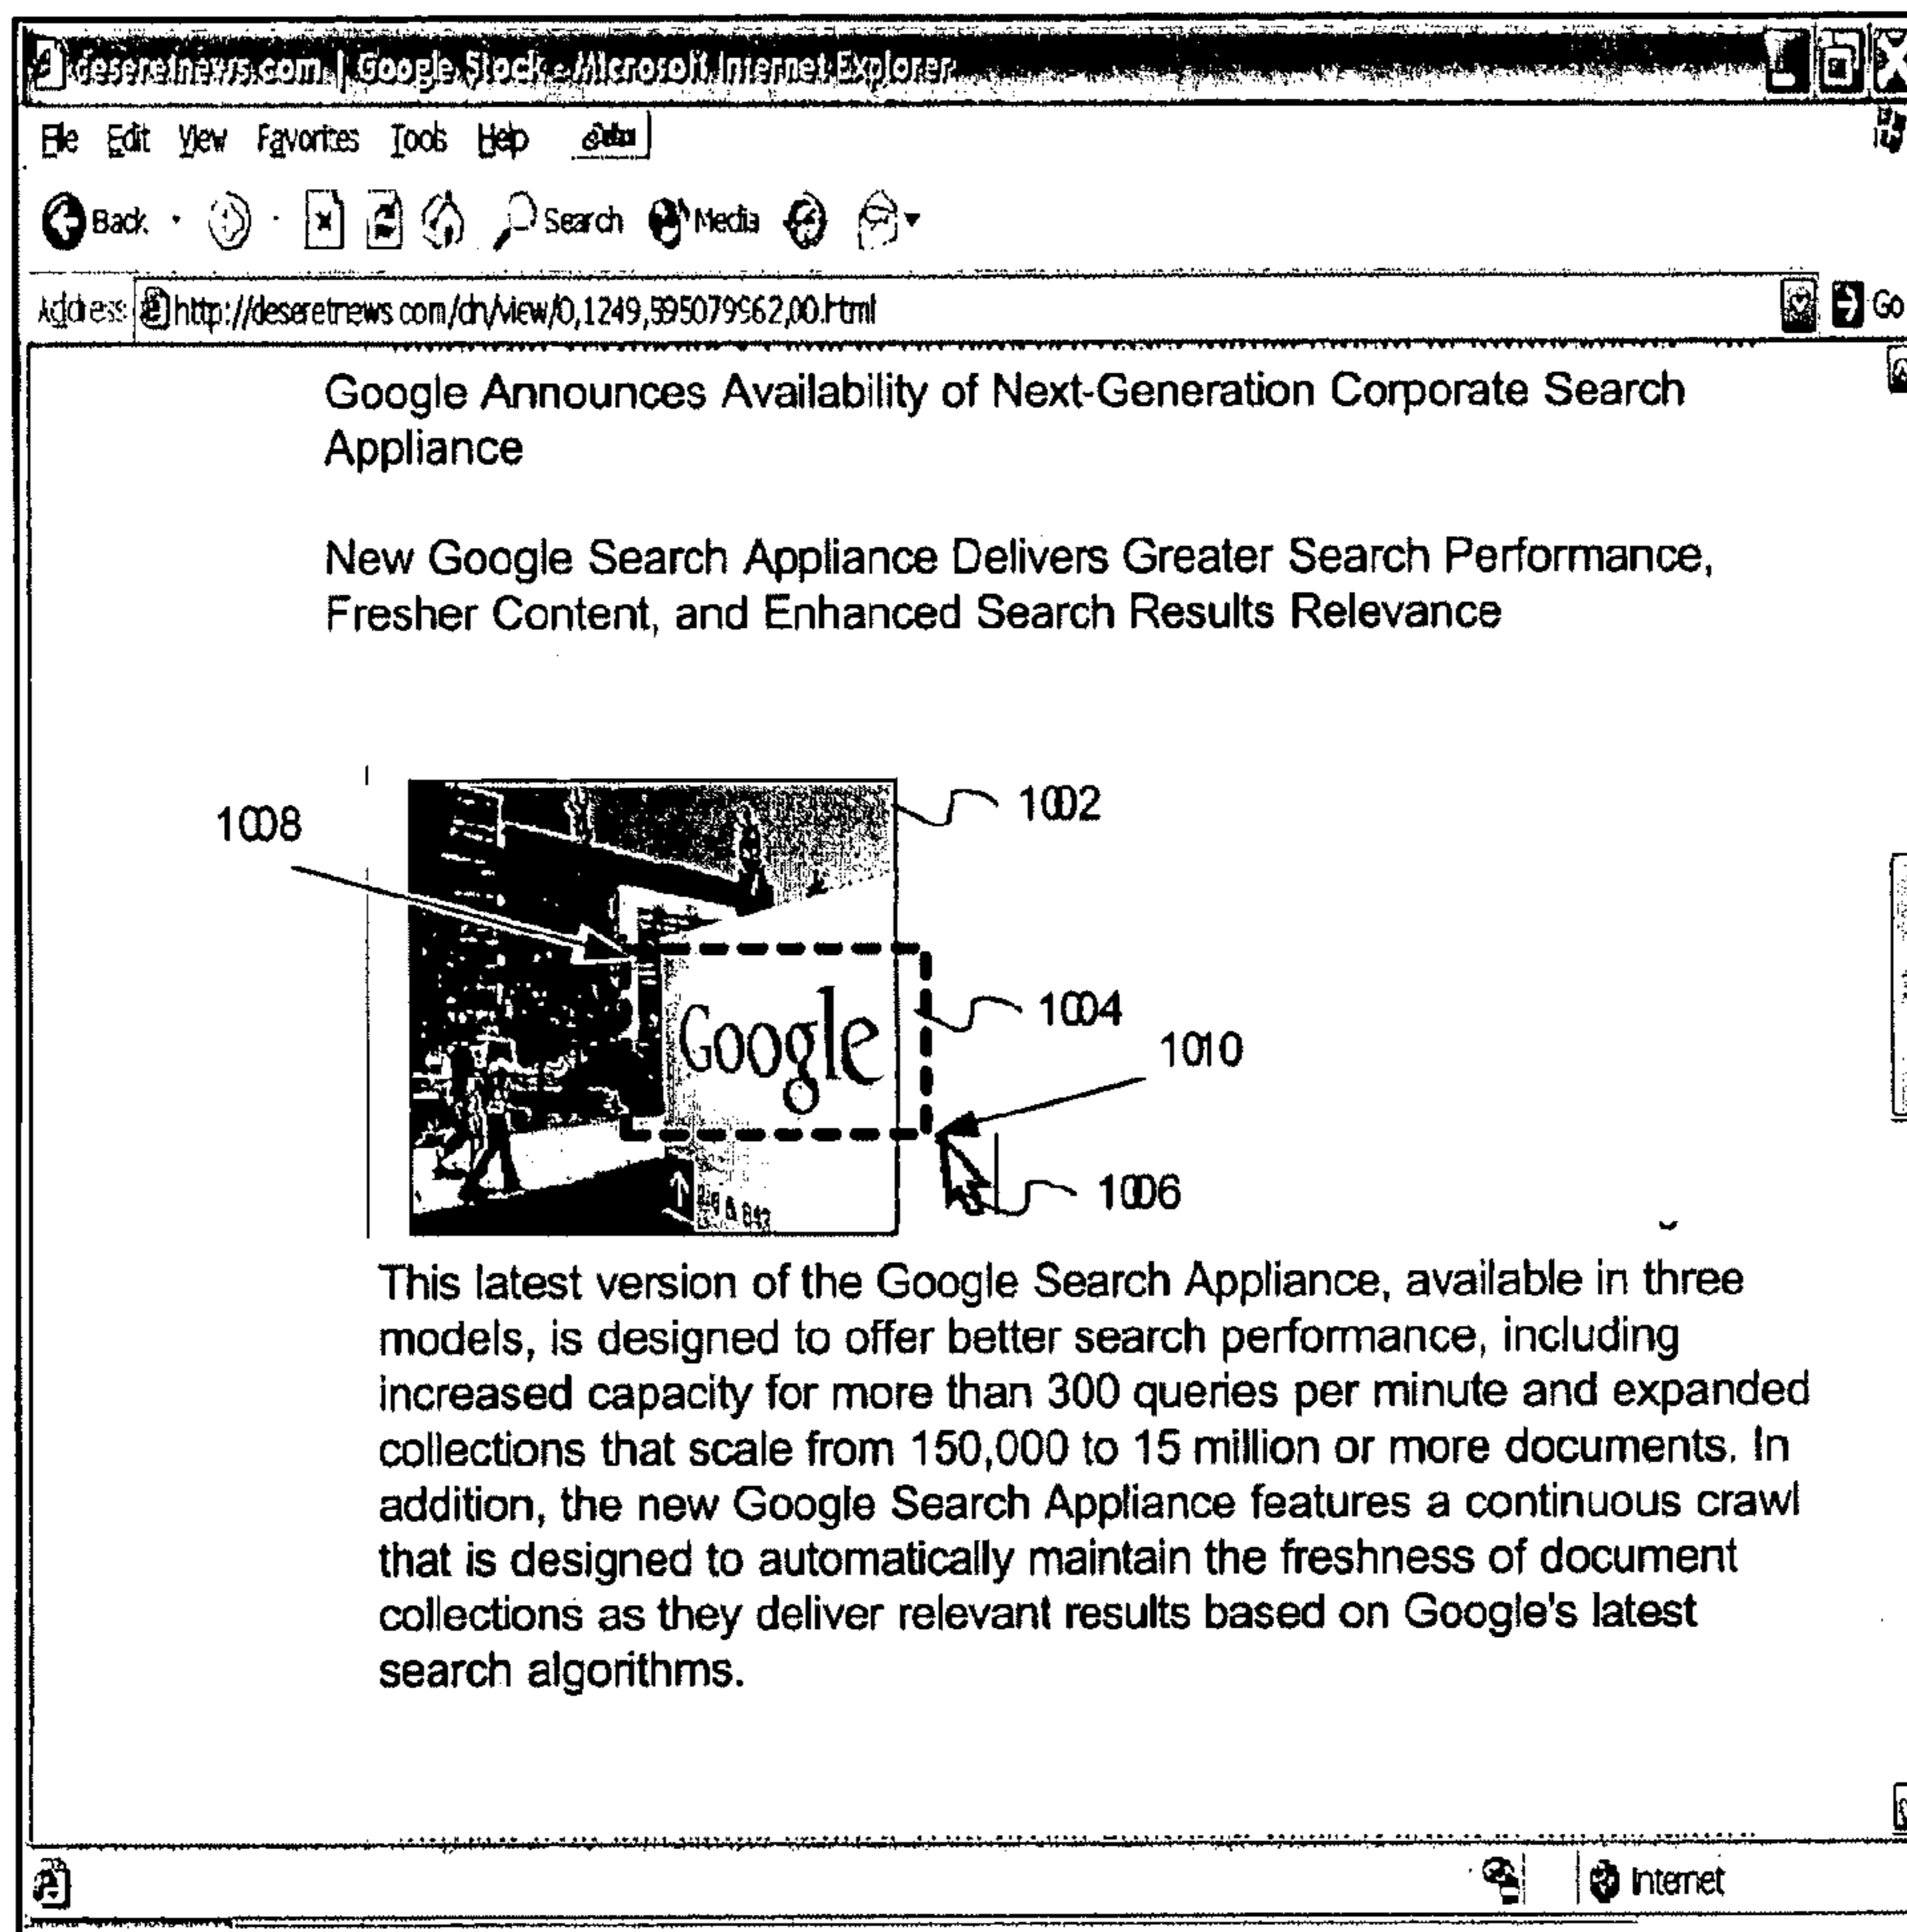 deseretnews.com | Google Stock - Microsoft Internet Explorer
File Edit View Favorites Tools Help
Back Search Media
Address http://deseretnews.com/dn/view/0,1249,595079962,00.html Go
Google Announces Availability of Next-Generation Corporate Search
Appliance
New Google Search Appliance Delivers Greater Search Performance,
Fresher Content, and Enhanced Search Results Relevance
1002
1008
1004
Google
1010
1006
This latest version of the Google Search Appliance, available in three
models, is designed to offer better search performance, including
increased capacity for more than 300 queries per minute and expanded
collections that scale from 150,000 to 15 million or more documents. In
addition, the new Google Search Appliance features a continuous crawl
that is designed to automatically maintain the freshness of document
collections as they deliver relevant results based on Google's latest
search algorithms.
Internet